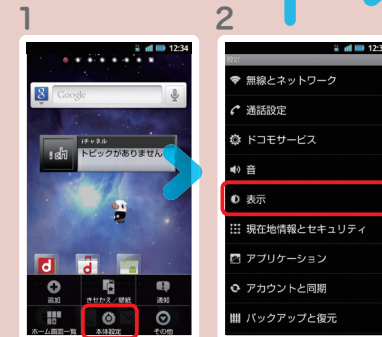 1
2
12:34
8 Google
iチャネル
トピックがありません
追加
きせかえ/壁紙
通知
ホーム画面一覧
本体設定
その他
設定
無線とネットワーク
通話設定
ドコモサービス
音
表示
現在地情報とセキュリティ
アプリケーション
アカウントと同期
バックアップと復元